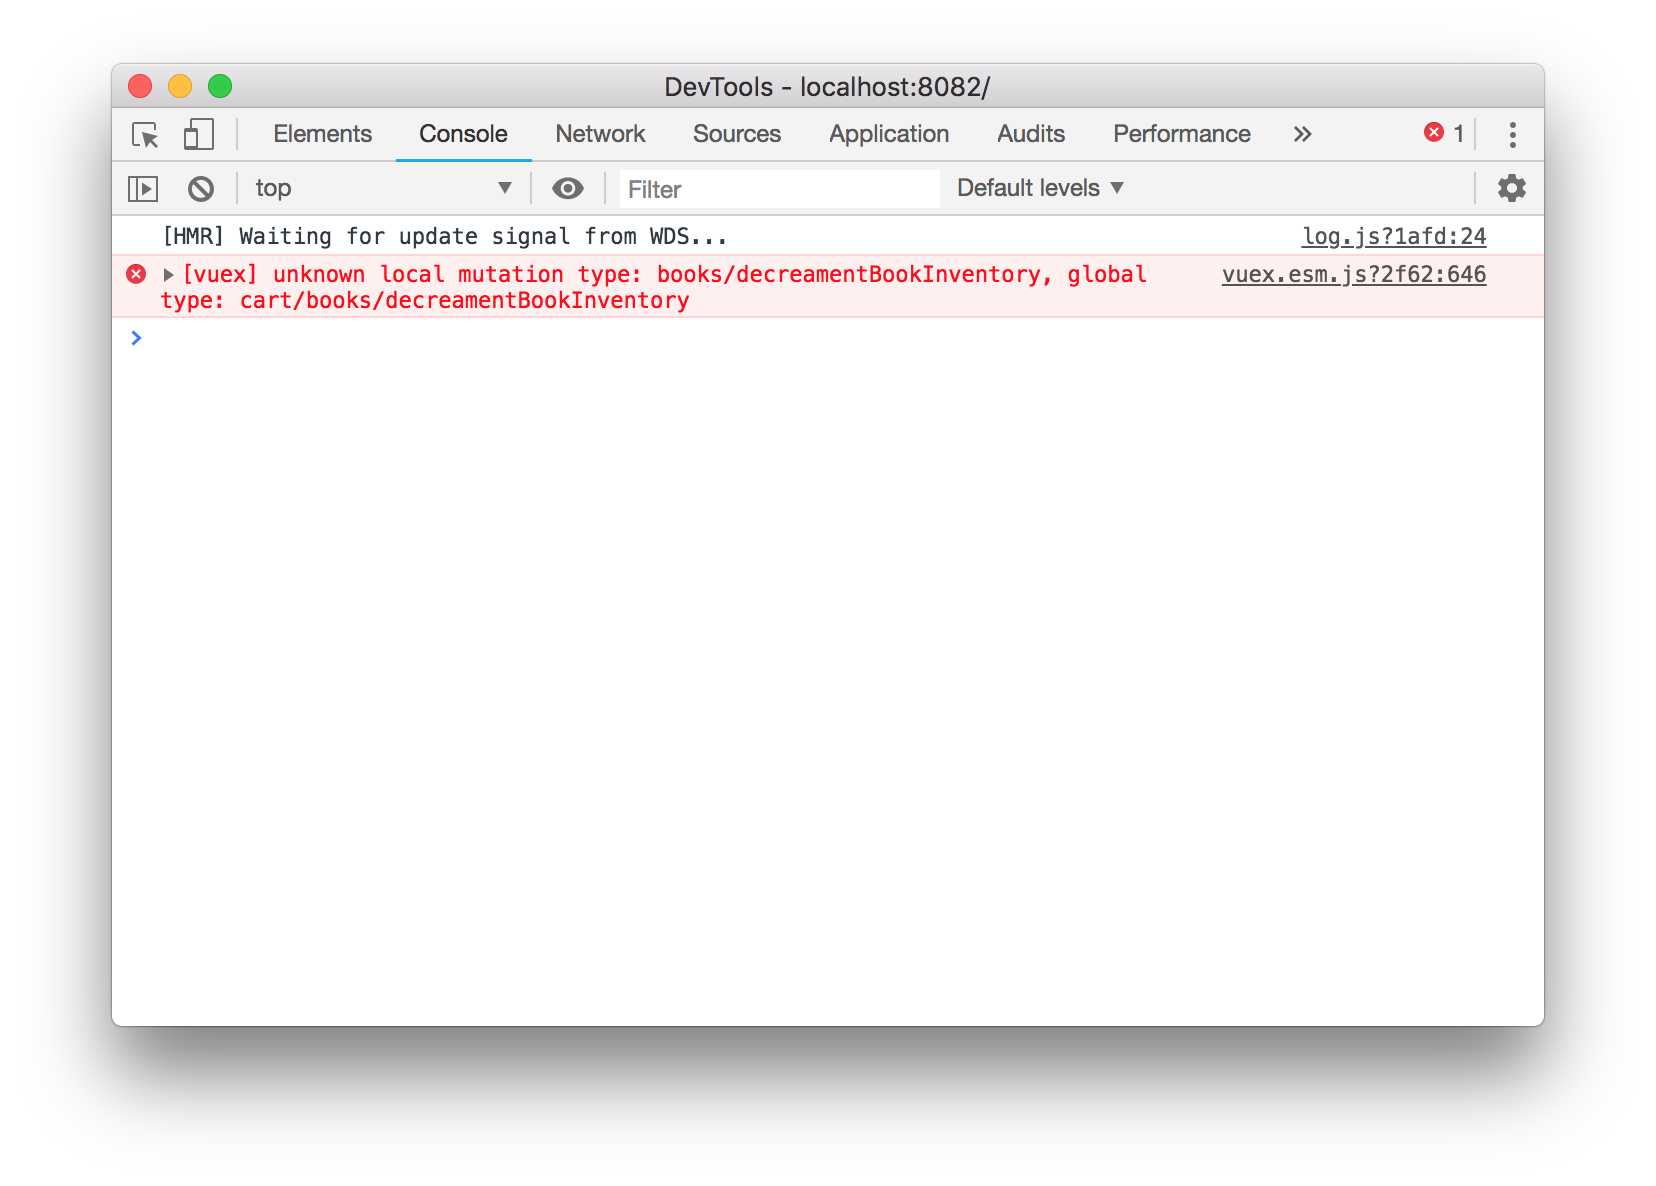 DevTools - localhost:8082/
Elements Console Network Sources Application Audits Performance » 1
top Filter Default levels
[HMR] Waiting for update signal from WDS... log.js?1afd:24
[vuex] unknown local mutation type: books/decreamentBookInventory, global vuex.esm.js?2f62:646
type: cart/books/decreamentBookInventory